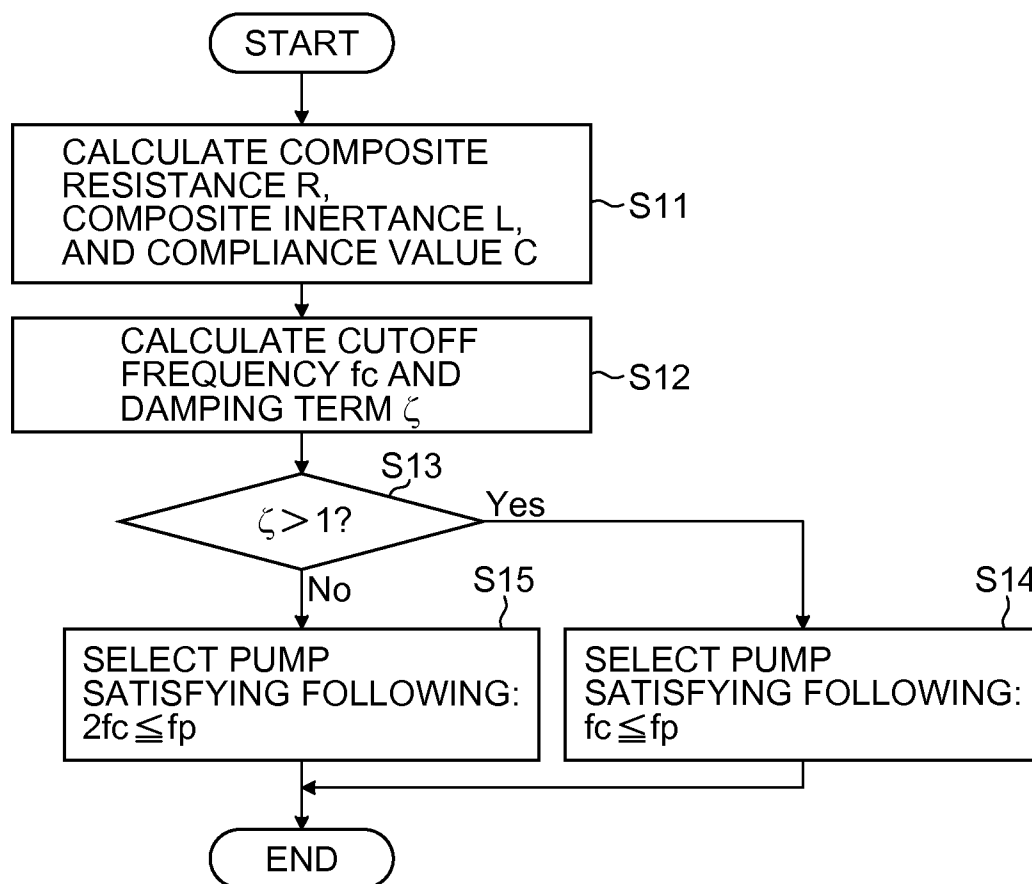 START
CALCULATE COMPOSITE
RESISTANCE R,
COMPOSITE INERTANCE L,
AND COMPLIANCE VALUE C
S11
CALCULATE CUTOFF
FREQUENCY fc AND
DAMPING TERM ζ
S12
S13
ζ > 1?
Yes
No
S15
SELECT PUMP
SATISFYING FOLLOWING:
2fc ≦ fp
S14
SELECT PUMP
SATISFYING FOLLOWING:
fc ≦ fp
END